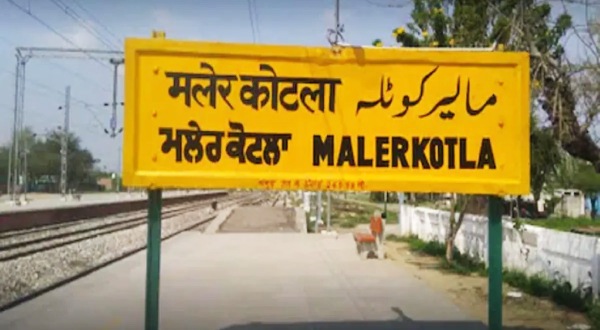 मलेर कोटला مالیرکوٹلہ
ਮਲੇਰ ਕੋਟਲਾ MALERKOTLA